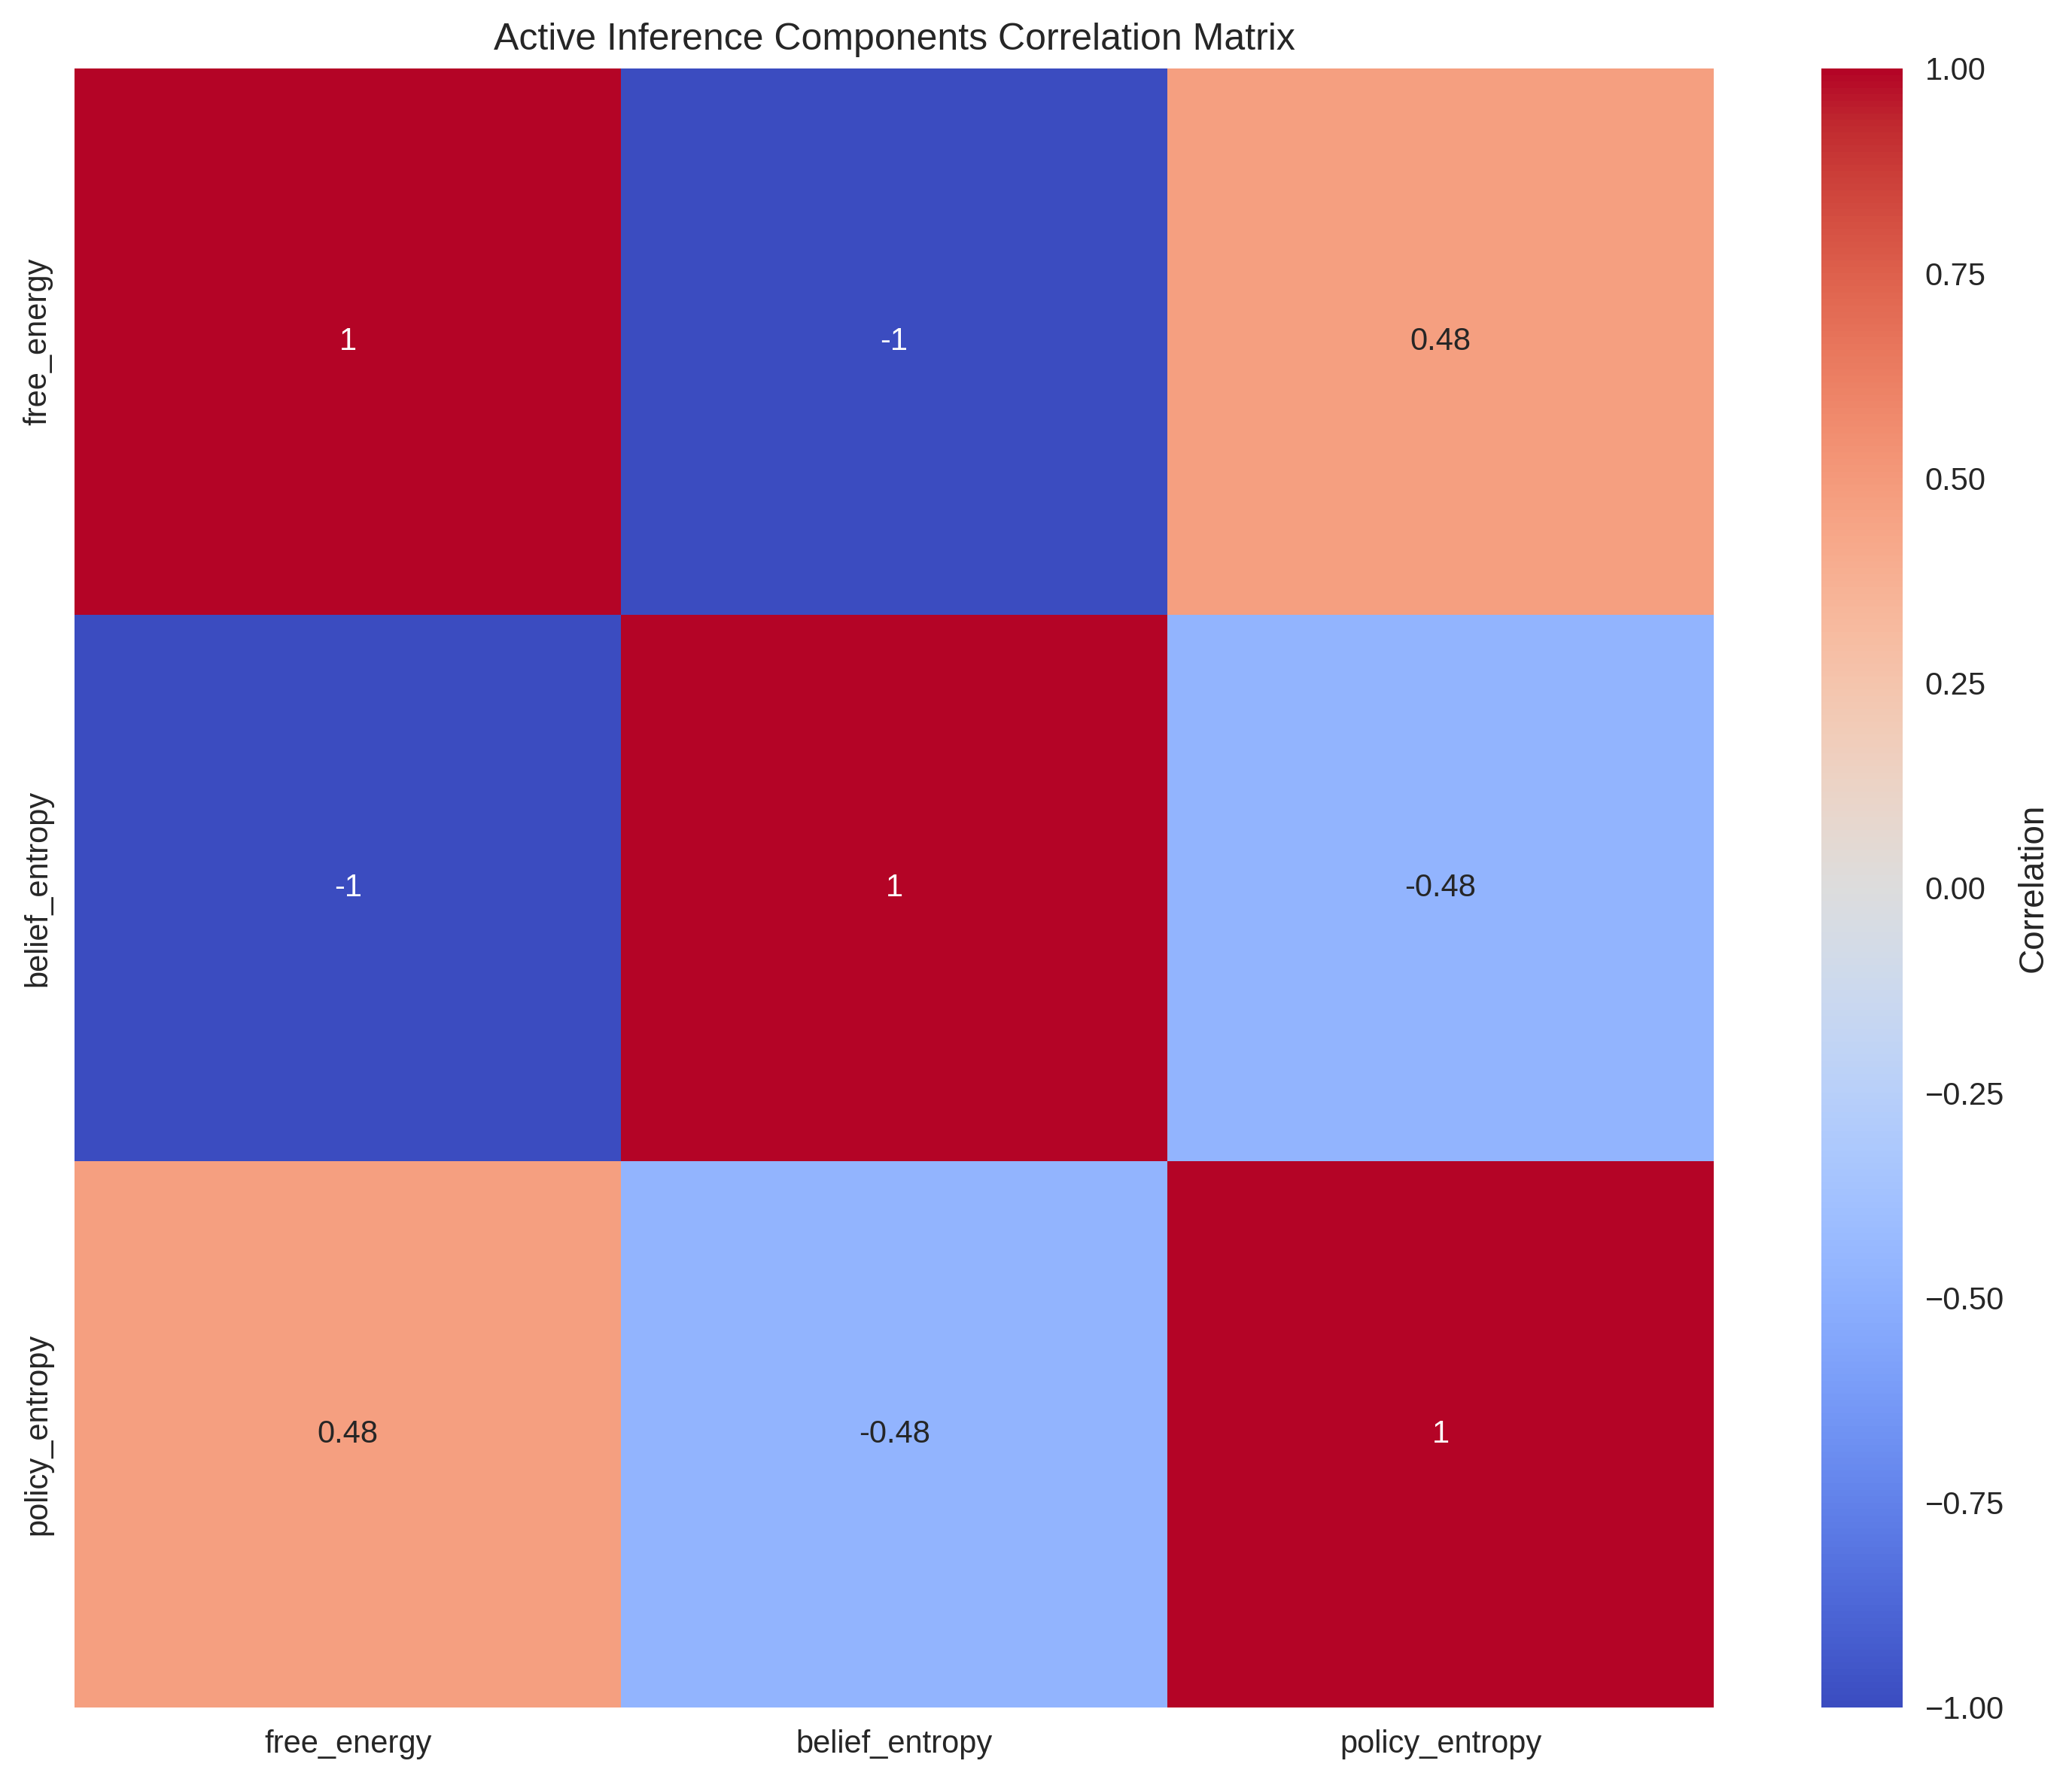 Active Inference Components Correlation Matrix
free_energy
1
-1
0.48
belief_entropy
-1
1
-0.48
policy_entropy
0.48
-0.48
1
free_energy
belief_entropy
policy_entropy
1.00
0.75
0.50
0.25
0.00
−0.25
−0.50
−0.75
−1.00
Correlation